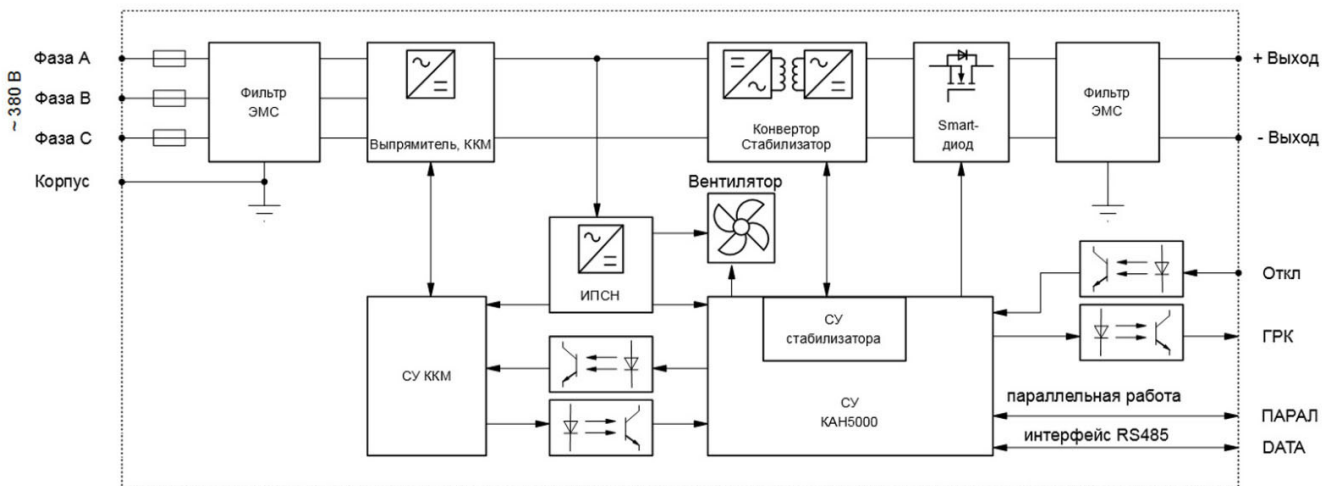 ~ 380 В
Фаза А
Фаза В
Фаза С
Корпус
Фильтр
ЭМС
Выпрямитель, ККМ
Конвертор
Стабилизатор
Smart-
диод
Фильтр
ЭМС
+ Выход
- Выход
Вентилятор
ИПСН
СУ ККМ
СУ
стабилизатора
СУ
КАН5000
Откл
ГРК
параллельная работа
ПАРАЛ
интерфейс RS485
DATA